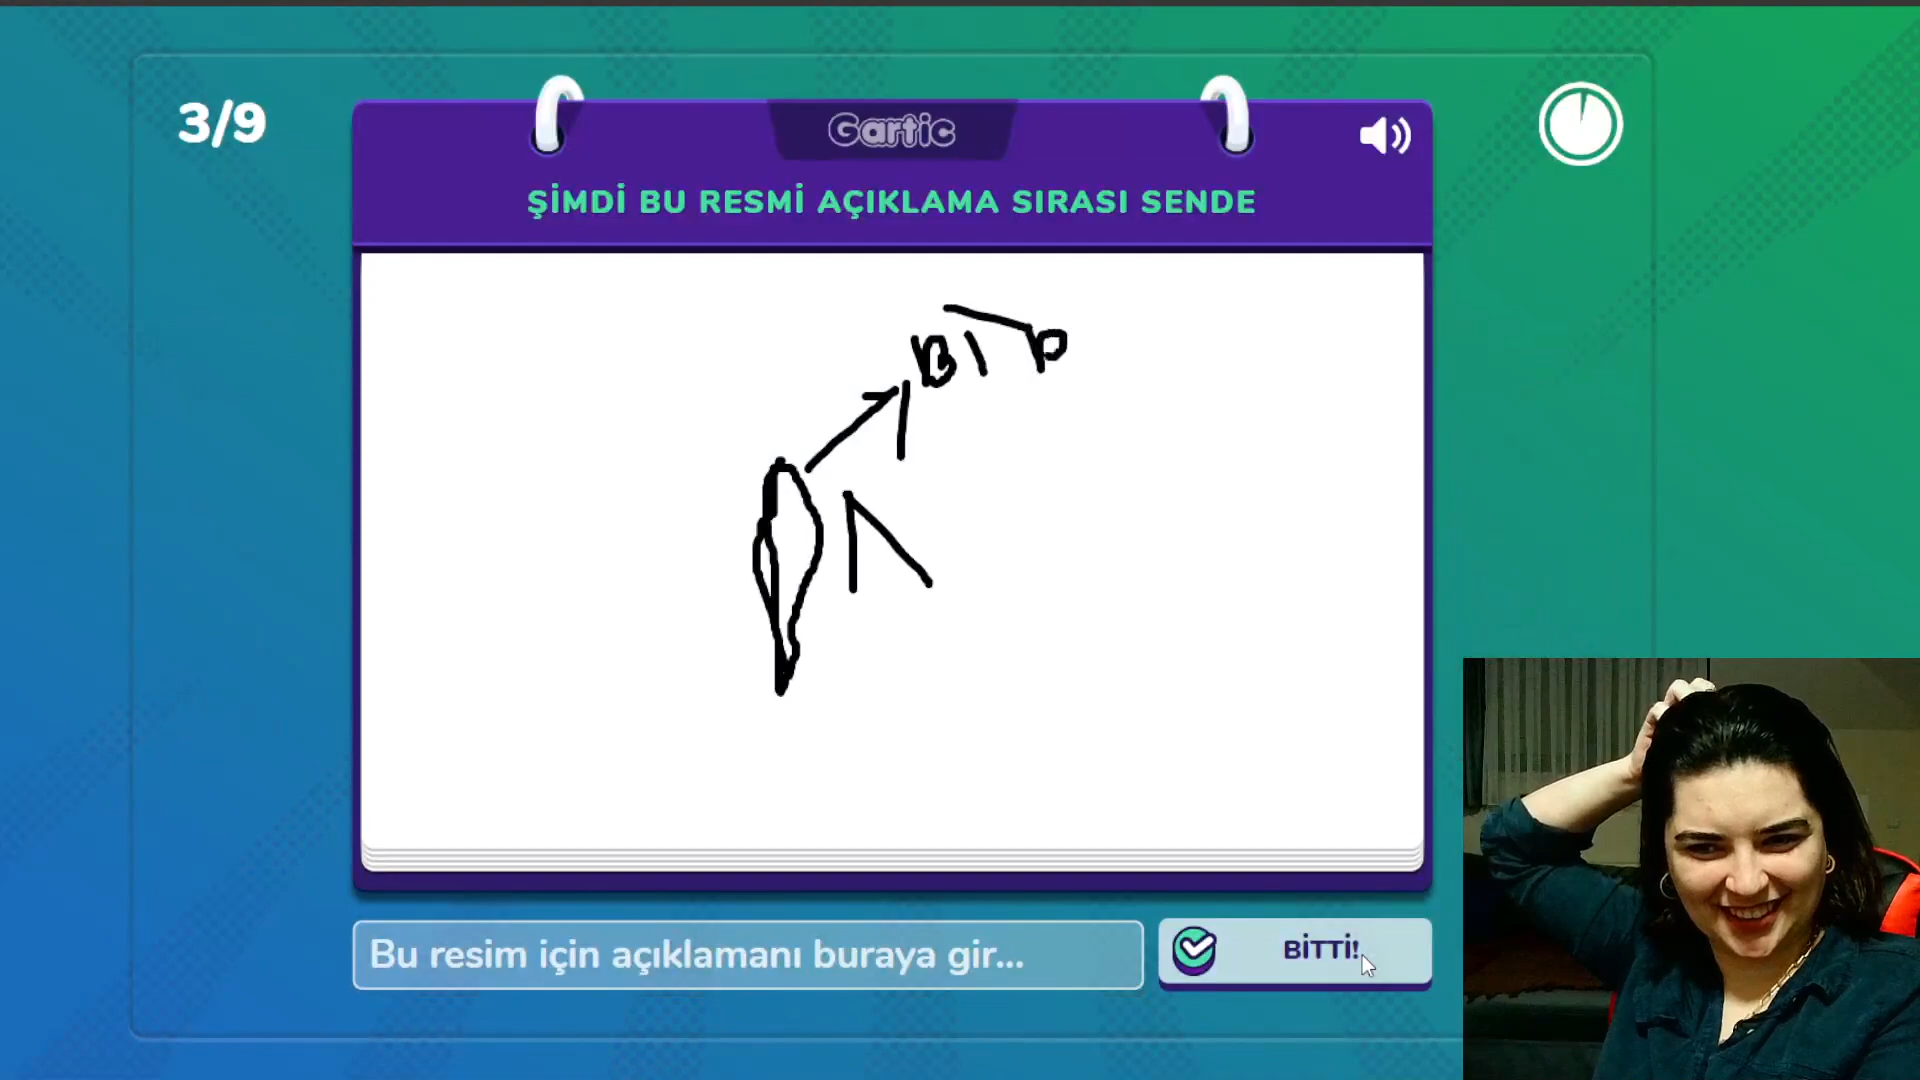 3/9
Gartic
ŞİMDİ BU RESMİ AÇIKLAMA SIRASI SENDE
Bu resim için açıklamanı buraya gir...
BİTTİ!